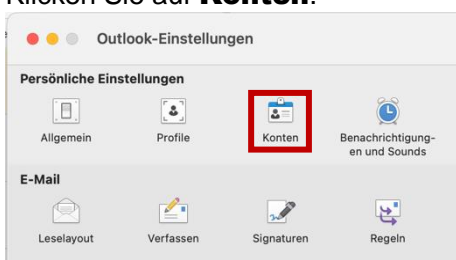 Klicken Sie auf Konten.
Outlook-Einstellungen
Persönliche Einstellungen
Allgemein Profile Konten Benachrichtigung-
en und Sounds
E-Mail
Leselayout Verfassen Signaturen Regeln